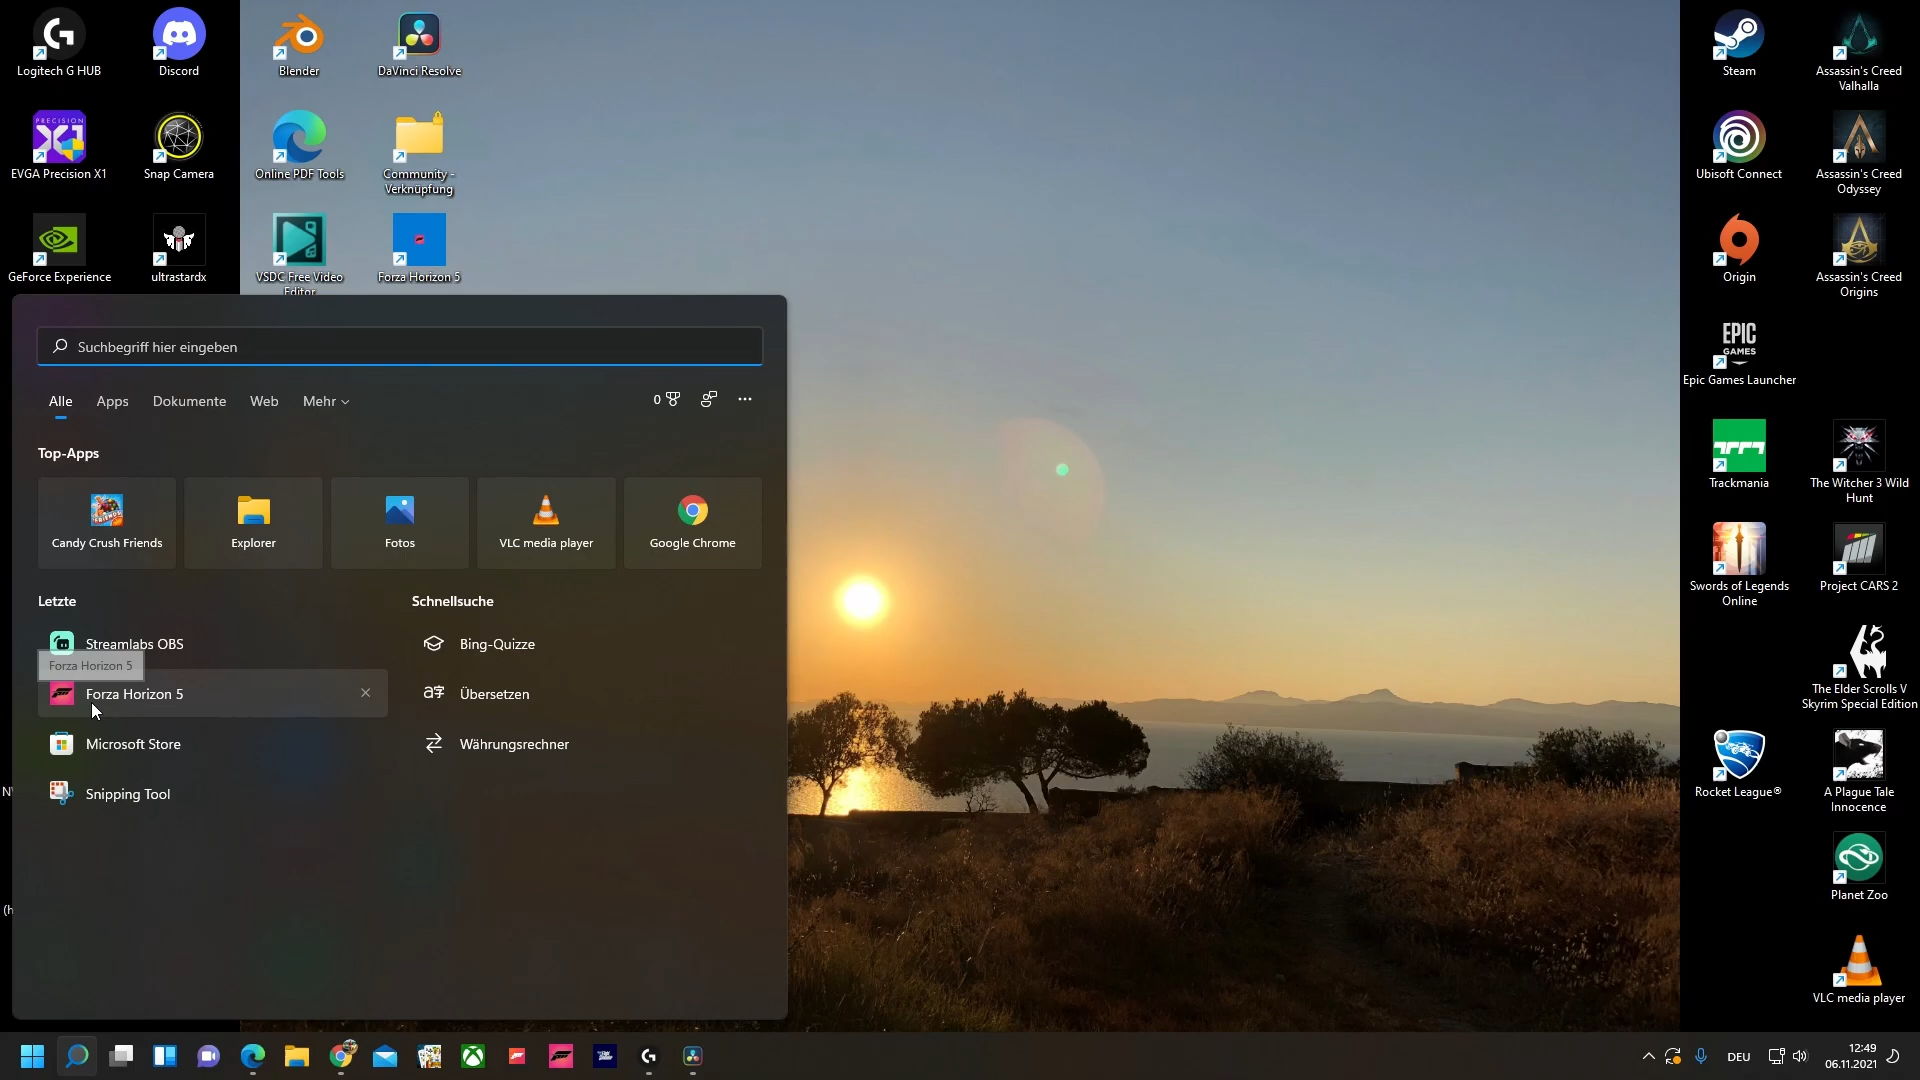 Logitech G HUB
Discord
Blender
DaVinci Resolve
Steam
Assassin's Creed
Valhalla
PRECISION
X1
EVGA Precision X1
Snap Camera
Online PDF Tools
Community -
Verknüpfung
Ubisoft Connect
Assassin's Creed
Odyssey
GeForce Experience
ultrastardx
VSDC Free Video
Editor
Forza Horizon 5
Origin
Assassin's Creed
Origins
EPIC
GAMES
Epic Games Launcher
Trackmania
The Witcher 3 Wild
Hunt
Swords of Legends
Online
Project CARS 2
The Elder Scrolls V
Skyrim Special Edition
Rocket League®
A Plague Tale
Innocence
Planet Zoo
VLC media player
Suchbegriff hier eingeben
Alle
Apps
Dokumente
Web
Mehr
0
Top-Apps
FRIENDS
Candy Crush Friends
Explorer
Fotos
VLC media player
Google Chrome
Letzte
Schnellsuche
Streamlabs OBS
Bing-Quizze
Forza Horizon 5
Forza Horizon 5
Übersetzen
Microsoft Store
Währungsrechner
Snipping Tool
DEU
12:49
06.11.2021